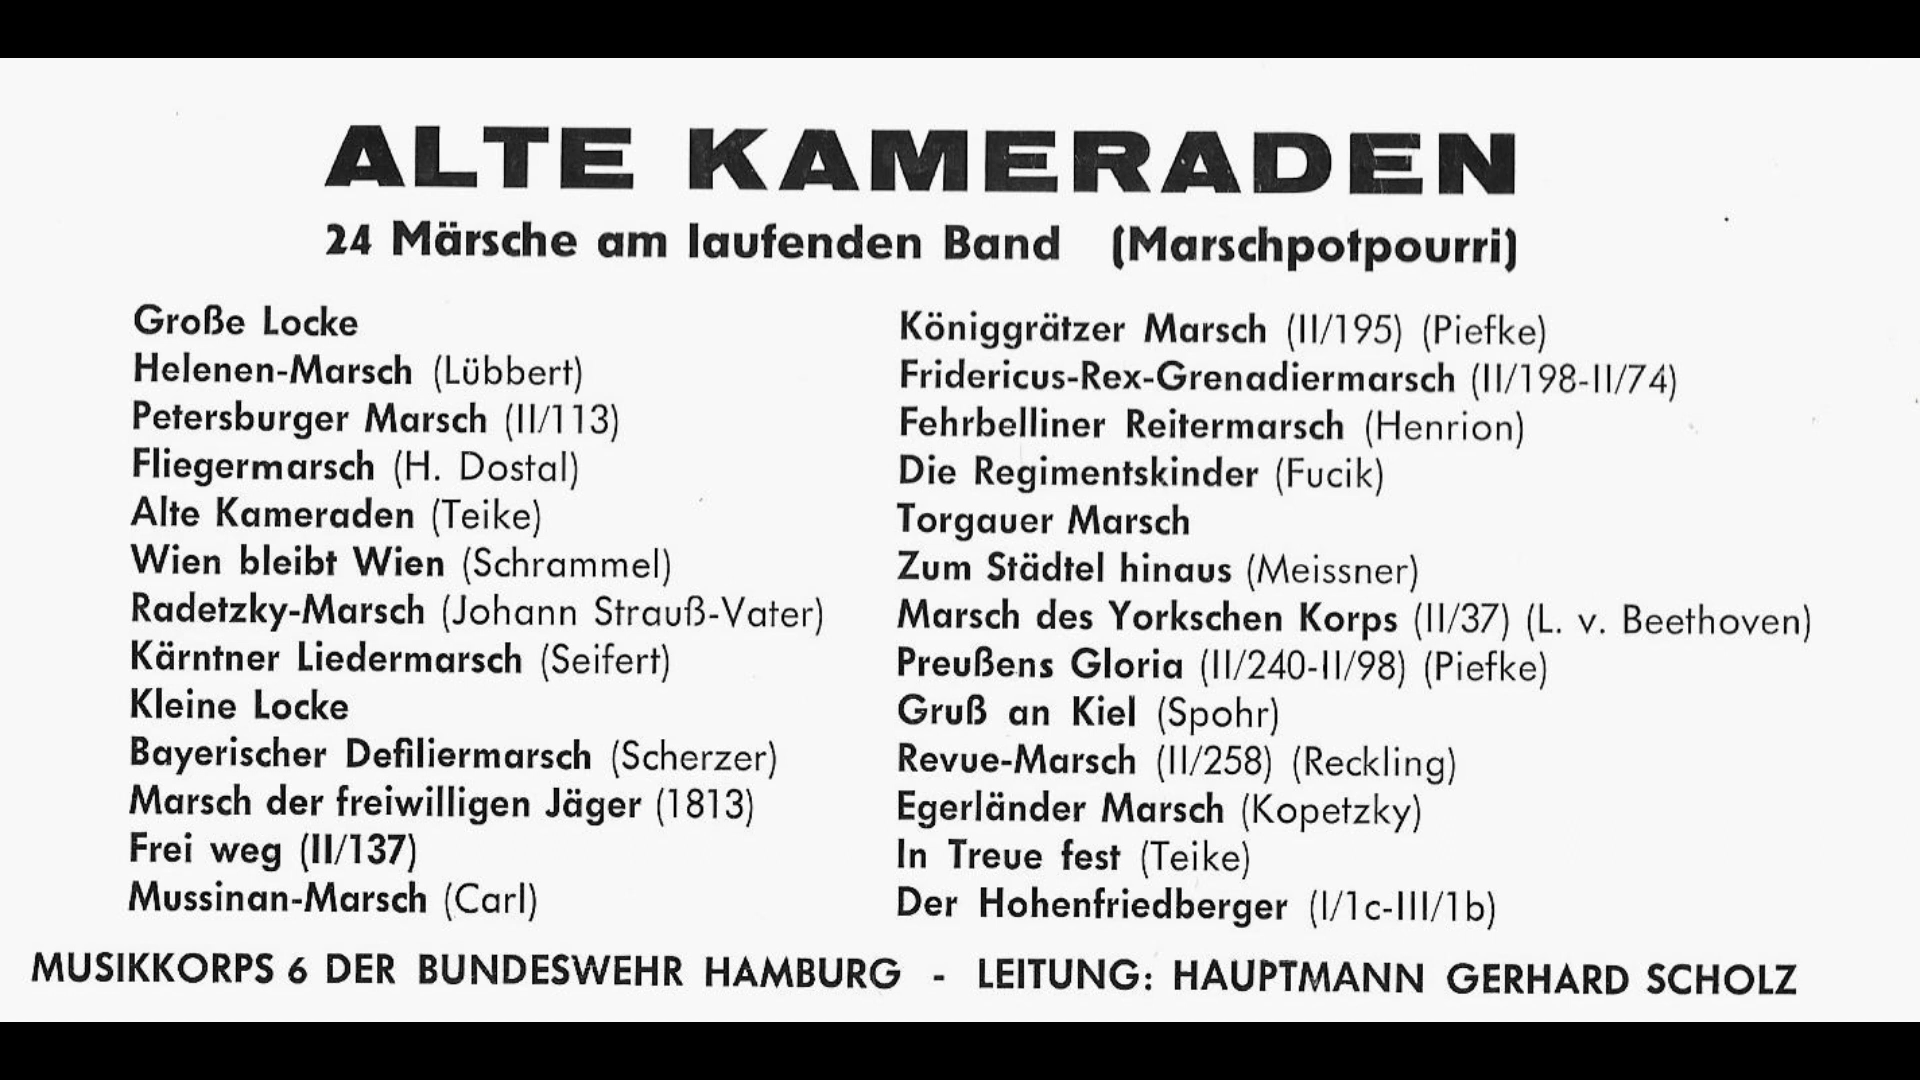 ALTE KAMERADEN
24 Märsche am laufenden Band (Marschpotpourri)
Große Locke
Helenen-Marsch (Lübbert)
Petersburger Marsch (II/113)
Fliegermarsch (H. Dostal)
Alte Kameraden (Teike)
Wien bleibt Wien (Schrammel)
Radetzky-Marsch (Johann Strauß-Vater)
Kärntner Liedermarsch (Seifert)
Kleine Locke
Bayerischer Defiliermarsch (Scherzer)
Marsch der freiwilligen Jäger (1813)
Frei weg (II/137)
Mussinan-Marsch (Carl)
Königgrätzer Marsch (II/195) (Piefke)
Fridericus-Rex-Grenadiermarsch (II/198-II/74)
Fehrbelliner Reitermarsch (Henrion)
Die Regimentskinder (Fucik)
Torgauer Marsch
Zum Städtel hinaus (Meissner)
Marsch des Yorkschen Korps (II/37) (L. v. Beethoven)
Preußens Gloria (II/240-II/98) (Piefke)
Gruß an Kiel (Spohr)
Revue-Marsch (II/258) (Reckling)
Egerländer Marsch (Kopetzky)
In Treue fest (Teike)
Der Hohenfriedberger (I/1c-III/1b)
MUSIKKORPS 6 DER BUNDESWEHR HAMBURG - LEITUNG: HAUPTMANN GERHARD SCHOLZ